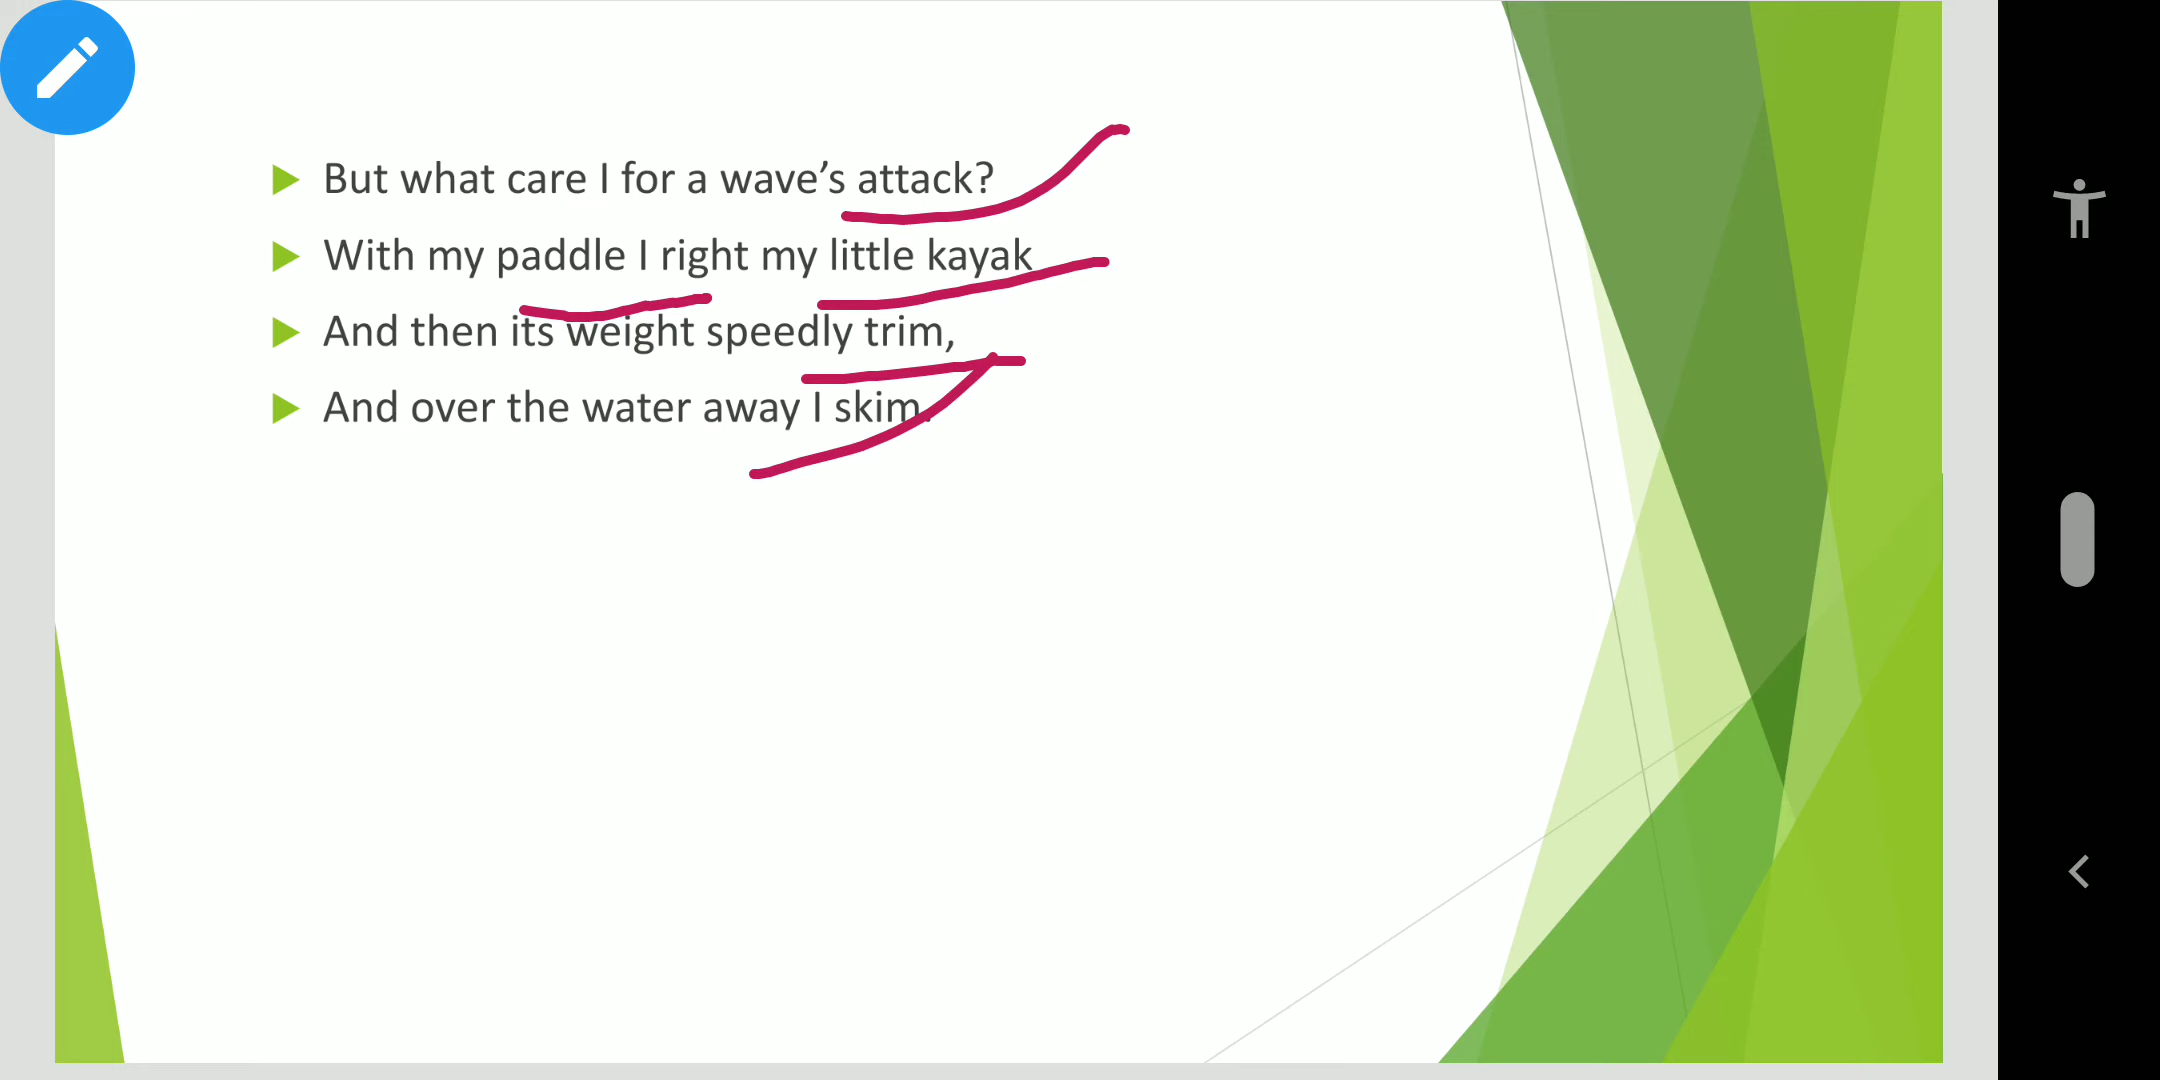 But what care I for a wave’s attack?
With my paddle I right my little kayak
And then its weight speedly trim,
And over the water away I skim.